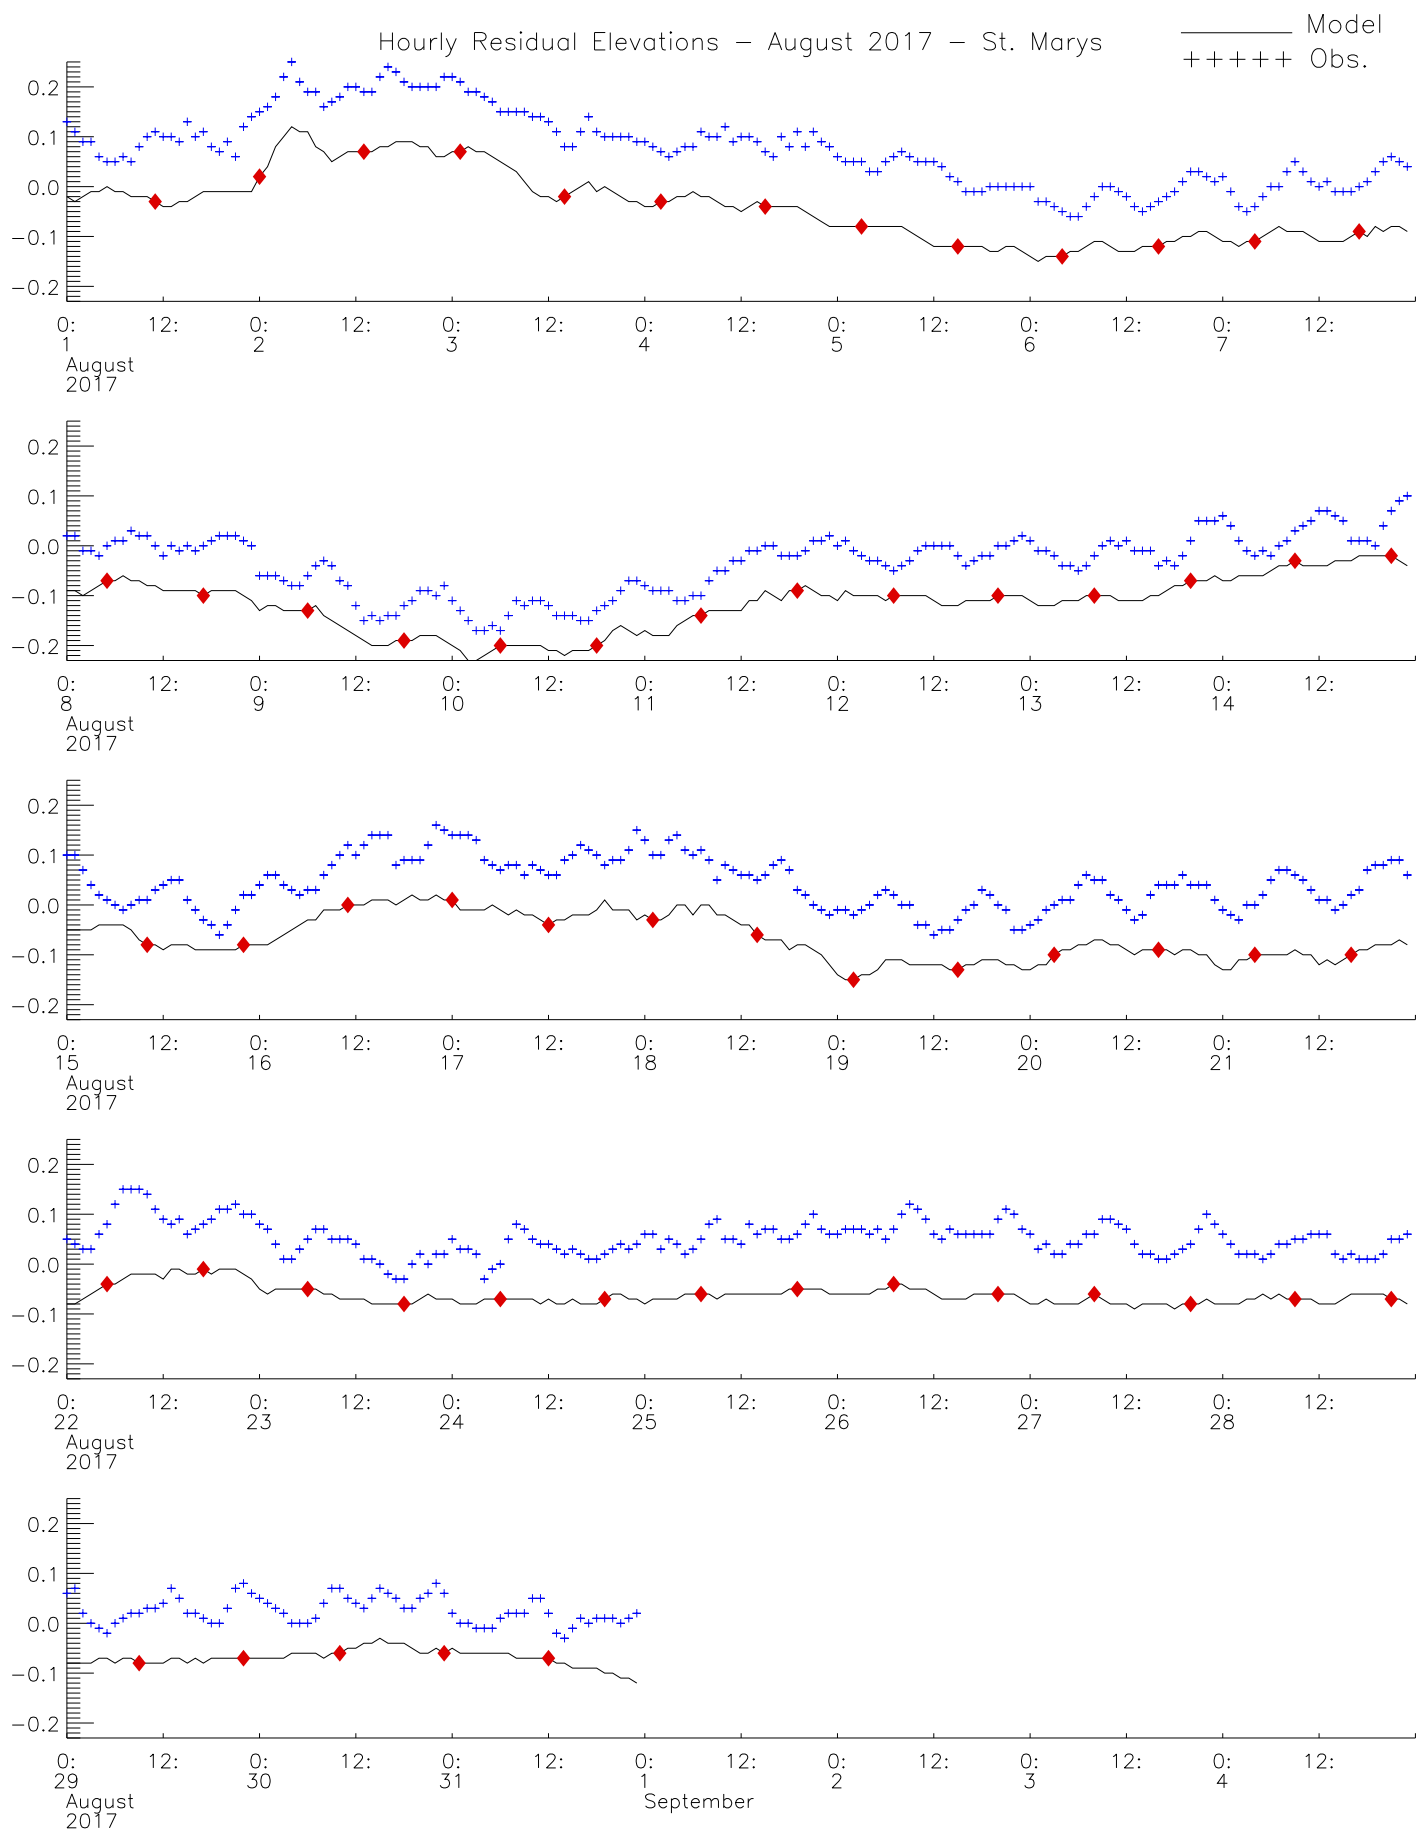 Hourly Residual Elevations − August 2017 − St. Marys
Model
+++++ Obs.
0.2
0.1
0.0
−0.1
−0.2
0: 12: 0: 12: 0: 12: 0: 12: 0: 12: 0: 12: 0: 12:
1 2 3 4 5 6 7
August
2017
0.2
0.1
0.0
−0.1
−0.2
0: 12: 0: 12: 0: 12: 0: 12: 0: 12: 0: 12: 0: 12:
8 9 10 11 12 13 14
August
2017
0.2
0.1
0.0
−0.1
−0.2
0: 12: 0: 12: 0: 12: 0: 12: 0: 12: 0: 12: 0: 12:
15 16 17 18 19 20 21
August
2017
0.2
0.1
0.0
−0.1
−0.2
0: 12: 0: 12: 0: 12: 0: 12: 0: 12: 0: 12: 0: 12:
22 23 24 25 26 27 28
August
2017
0.2
0.1
0.0
−0.1
−0.2
0: 12: 0: 12: 0: 12: 0: 12: 0: 12: 0: 12: 0: 12:
29 30 31 1 2 3 4
August September
2017